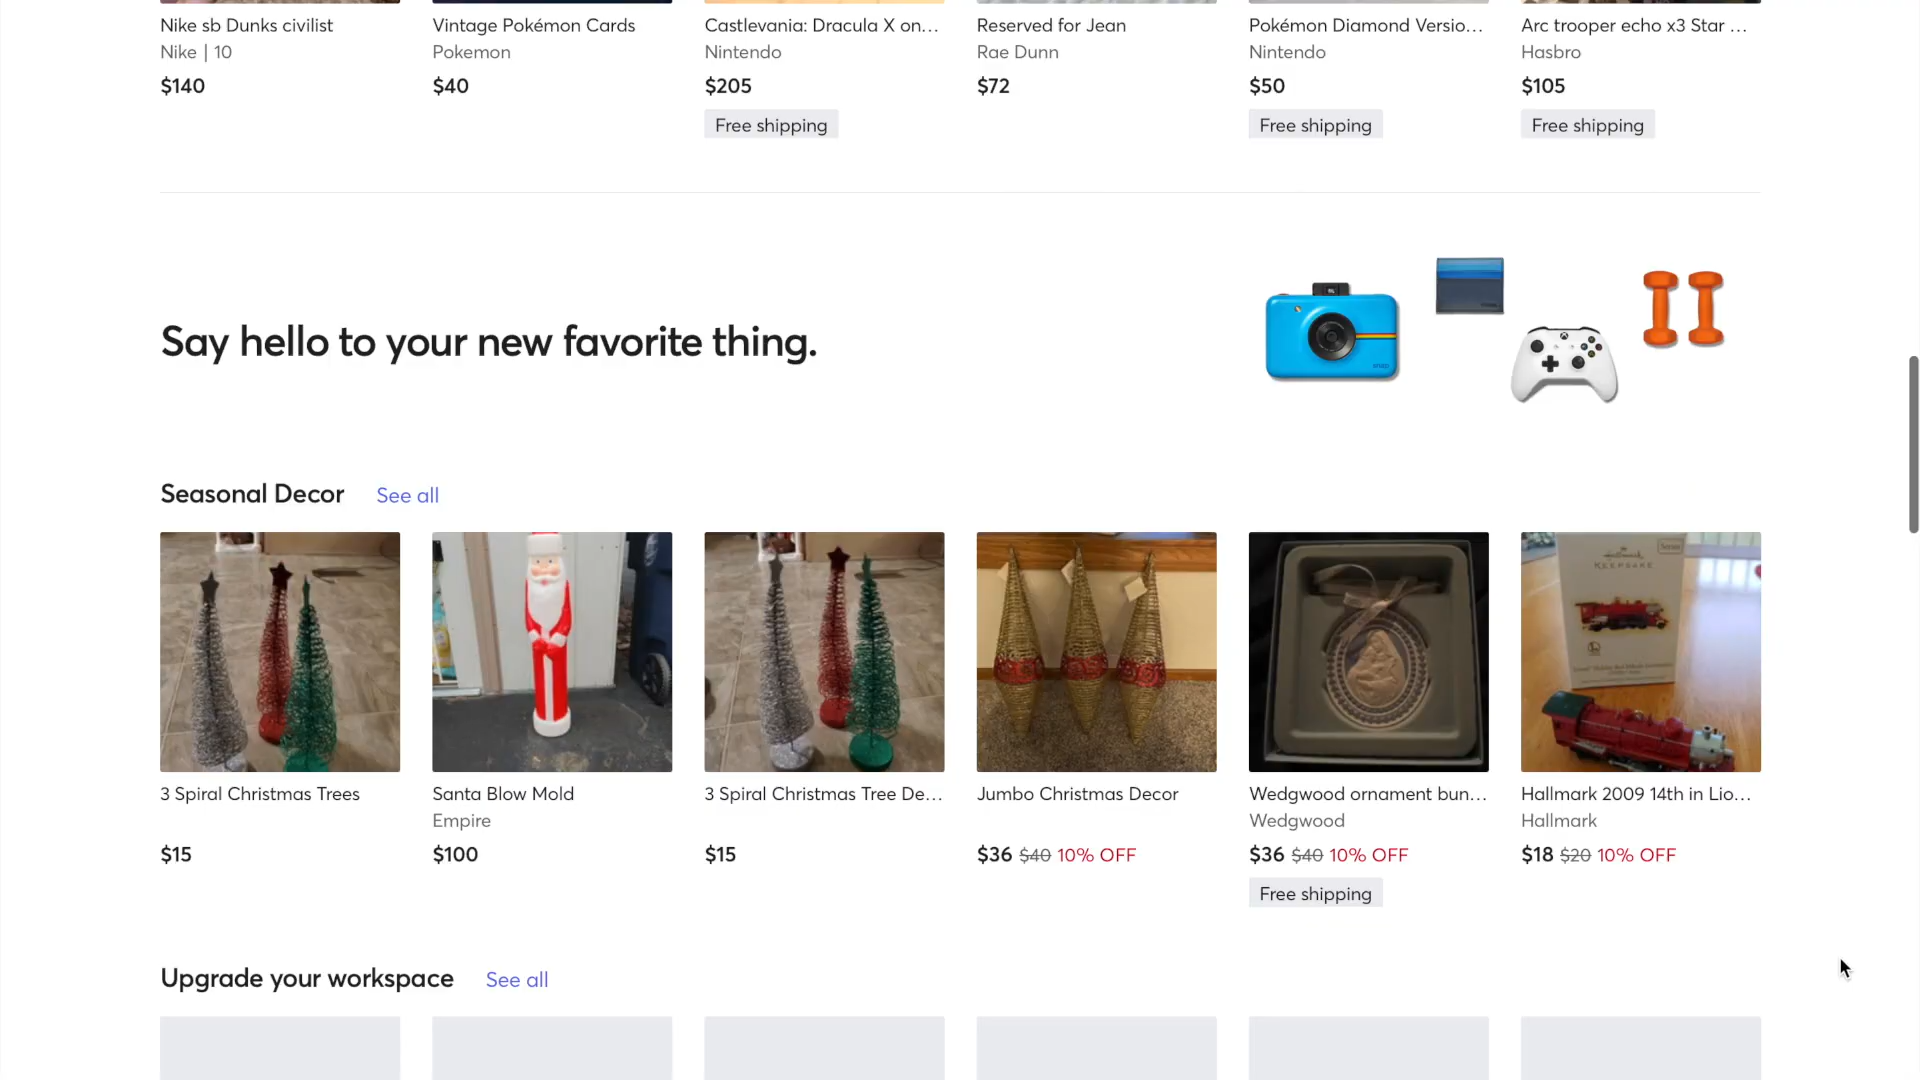 Nike sb Dunks civilist
Nike | 10
$140
Vintage Pokémon Cards
Pokemon
$40
Castlevania: Dracula X on...
Nintendo
$205
Free shipping
Reserved for Jean
Rae Dunn
$72
Pokémon Diamond Versio...
Nintendo
$50
Free shipping
Arc trooper echo x3 Star ...
Hasbro
$105
Free shipping
Say hello to your new favorite thing.
Seasonal Decor See all
Hallmark
KEEPSAKE
Series
3 Spiral Christmas Trees
$15
Santa Blow Mold
Empire
$100
3 Spiral Christmas Tree De...
$15
Jumbo Christmas Decor
$36 $40 10% OFF
Wedgwood ornament bun...
Wedgwood
$36 $40 10% OFF
Free shipping
Hallmark 2009 14th in Lio...
Hallmark
$18 $20 10% OFF
Upgrade your workspace See all